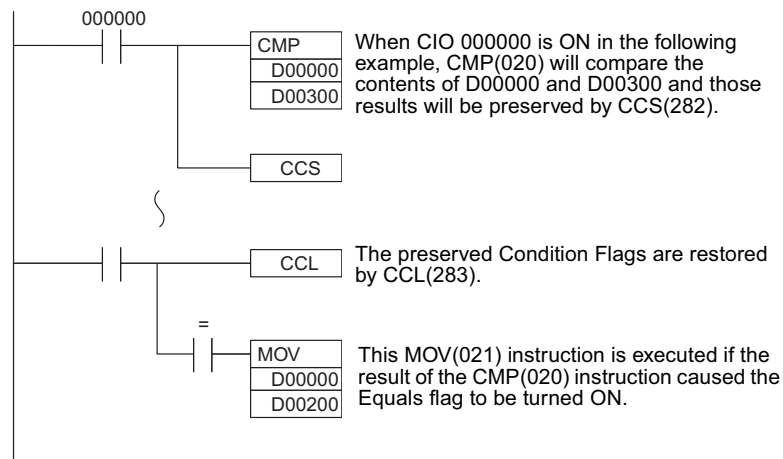 000000
CMP
D00000
D00300
When CIO 000000 is ON in the following
example, CMP(020) will compare the
contents of D00000 and D00300 and those
results will be preserved by CCS(282).
CCS
CCL
The preserved Condition Flags are restored
by CCL(283).
=
MOV
D00000
D00200
This MOV(021) instruction is executed if the
result of the CMP(020) instruction caused the
Equals flag to be turned ON.